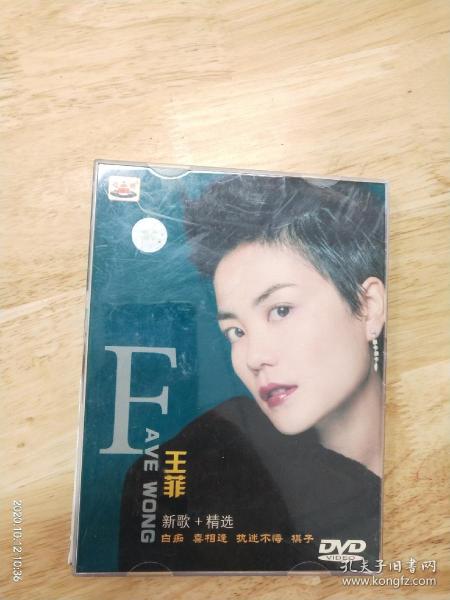 F
AVE WONG
王菲
新歌+精选
白痴 喜相逢 执迷不悔 棋子
DVD
VIDEO
2020.10.12 10:36
孔夫子旧书网
www.kongfz.com